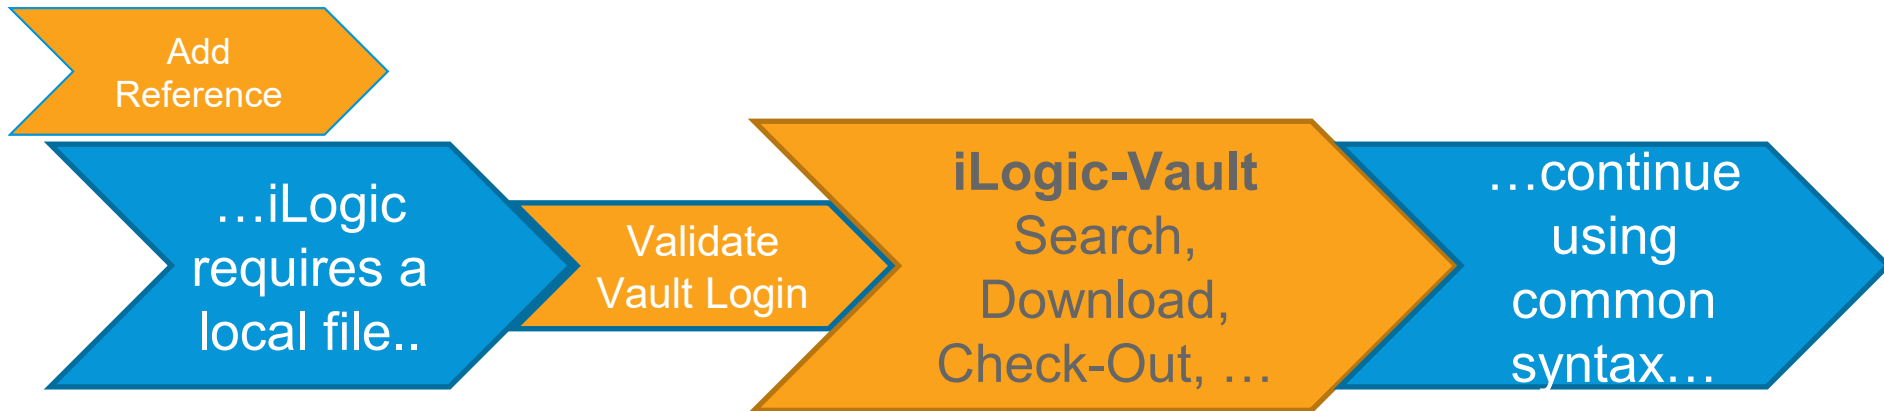 Add
Reference
…iLogic
requires a
local file..
Validate
Vault Login
iLogic-Vault
Search,
Download,
Check-Out, …
…continue
using
common
syntax…